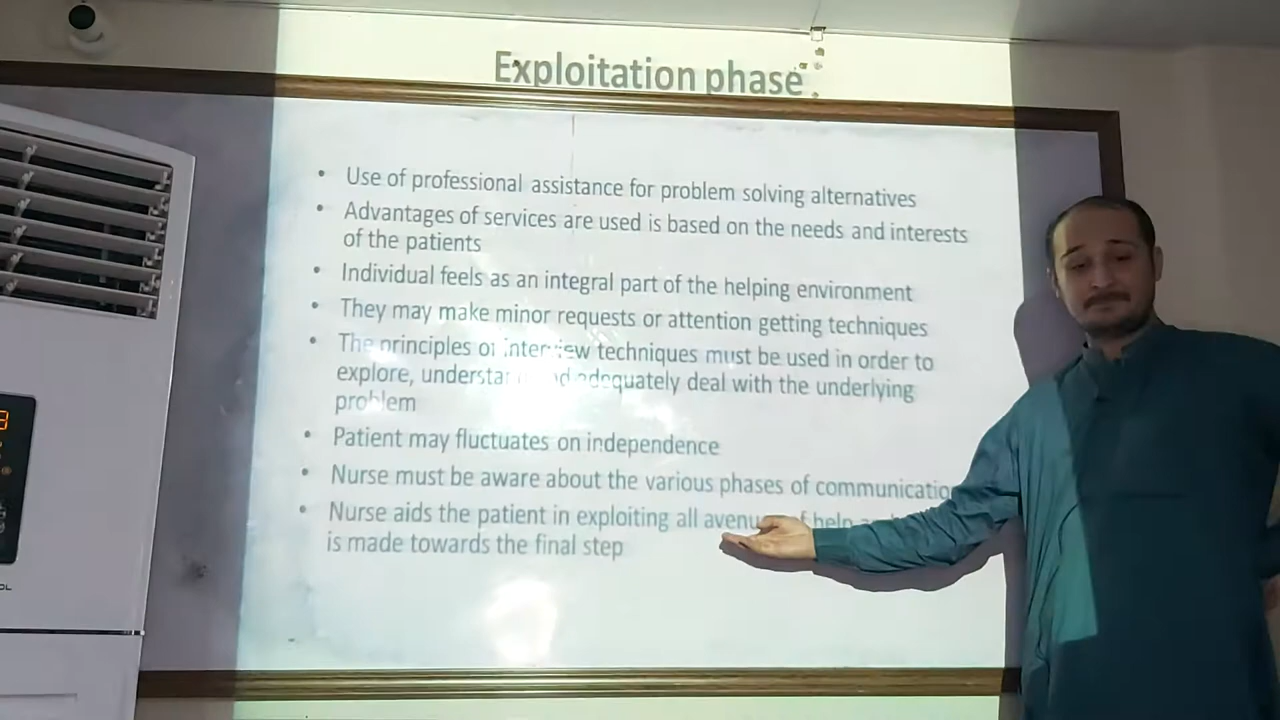 Exploitation phase
• Use of professional assistance for problem solving alternatives
• Advantages of services are used is based on the needs and interests
of the patients
• Individual feels as an integral part of the helping environment
• They may make minor requests or attention getting techniques
• The principles of interview techniques must be used in order to
explore, understand adequately deal with the underlying
problem
• Patient may fluctuates on independence
• Nurse must be aware about the various phases of communication
• Nurse aids the patient in exploiting all avenues of help
is made towards the final step